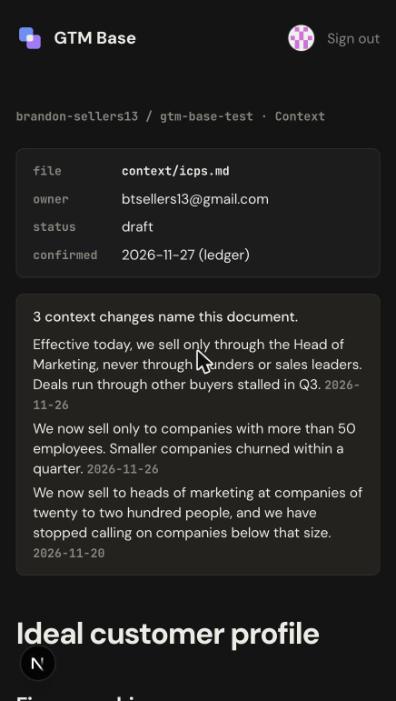 GTM Base
Sign out
brandon-sellers13 / gtm-base-test · Context
file context/icps.md
owner btsellers13@gmail.com
status draft
confirmed 2026-11-27 (ledger)
3 context changes name this document.
Effective today, we sell only through the Head of
Marketing, never through unders or sales leaders.
Deals run through other buyers stalled in Q3. 2026-
11-26
We now sell only to companies with more than 50
employees. Smaller companies churned within a
quarter. 2026-11-26
We now sell to heads of marketing at companies of
twenty to two hundred people, and we have
stopped calling on companies below that size.
2026-11-20
Ideal customer profile
N